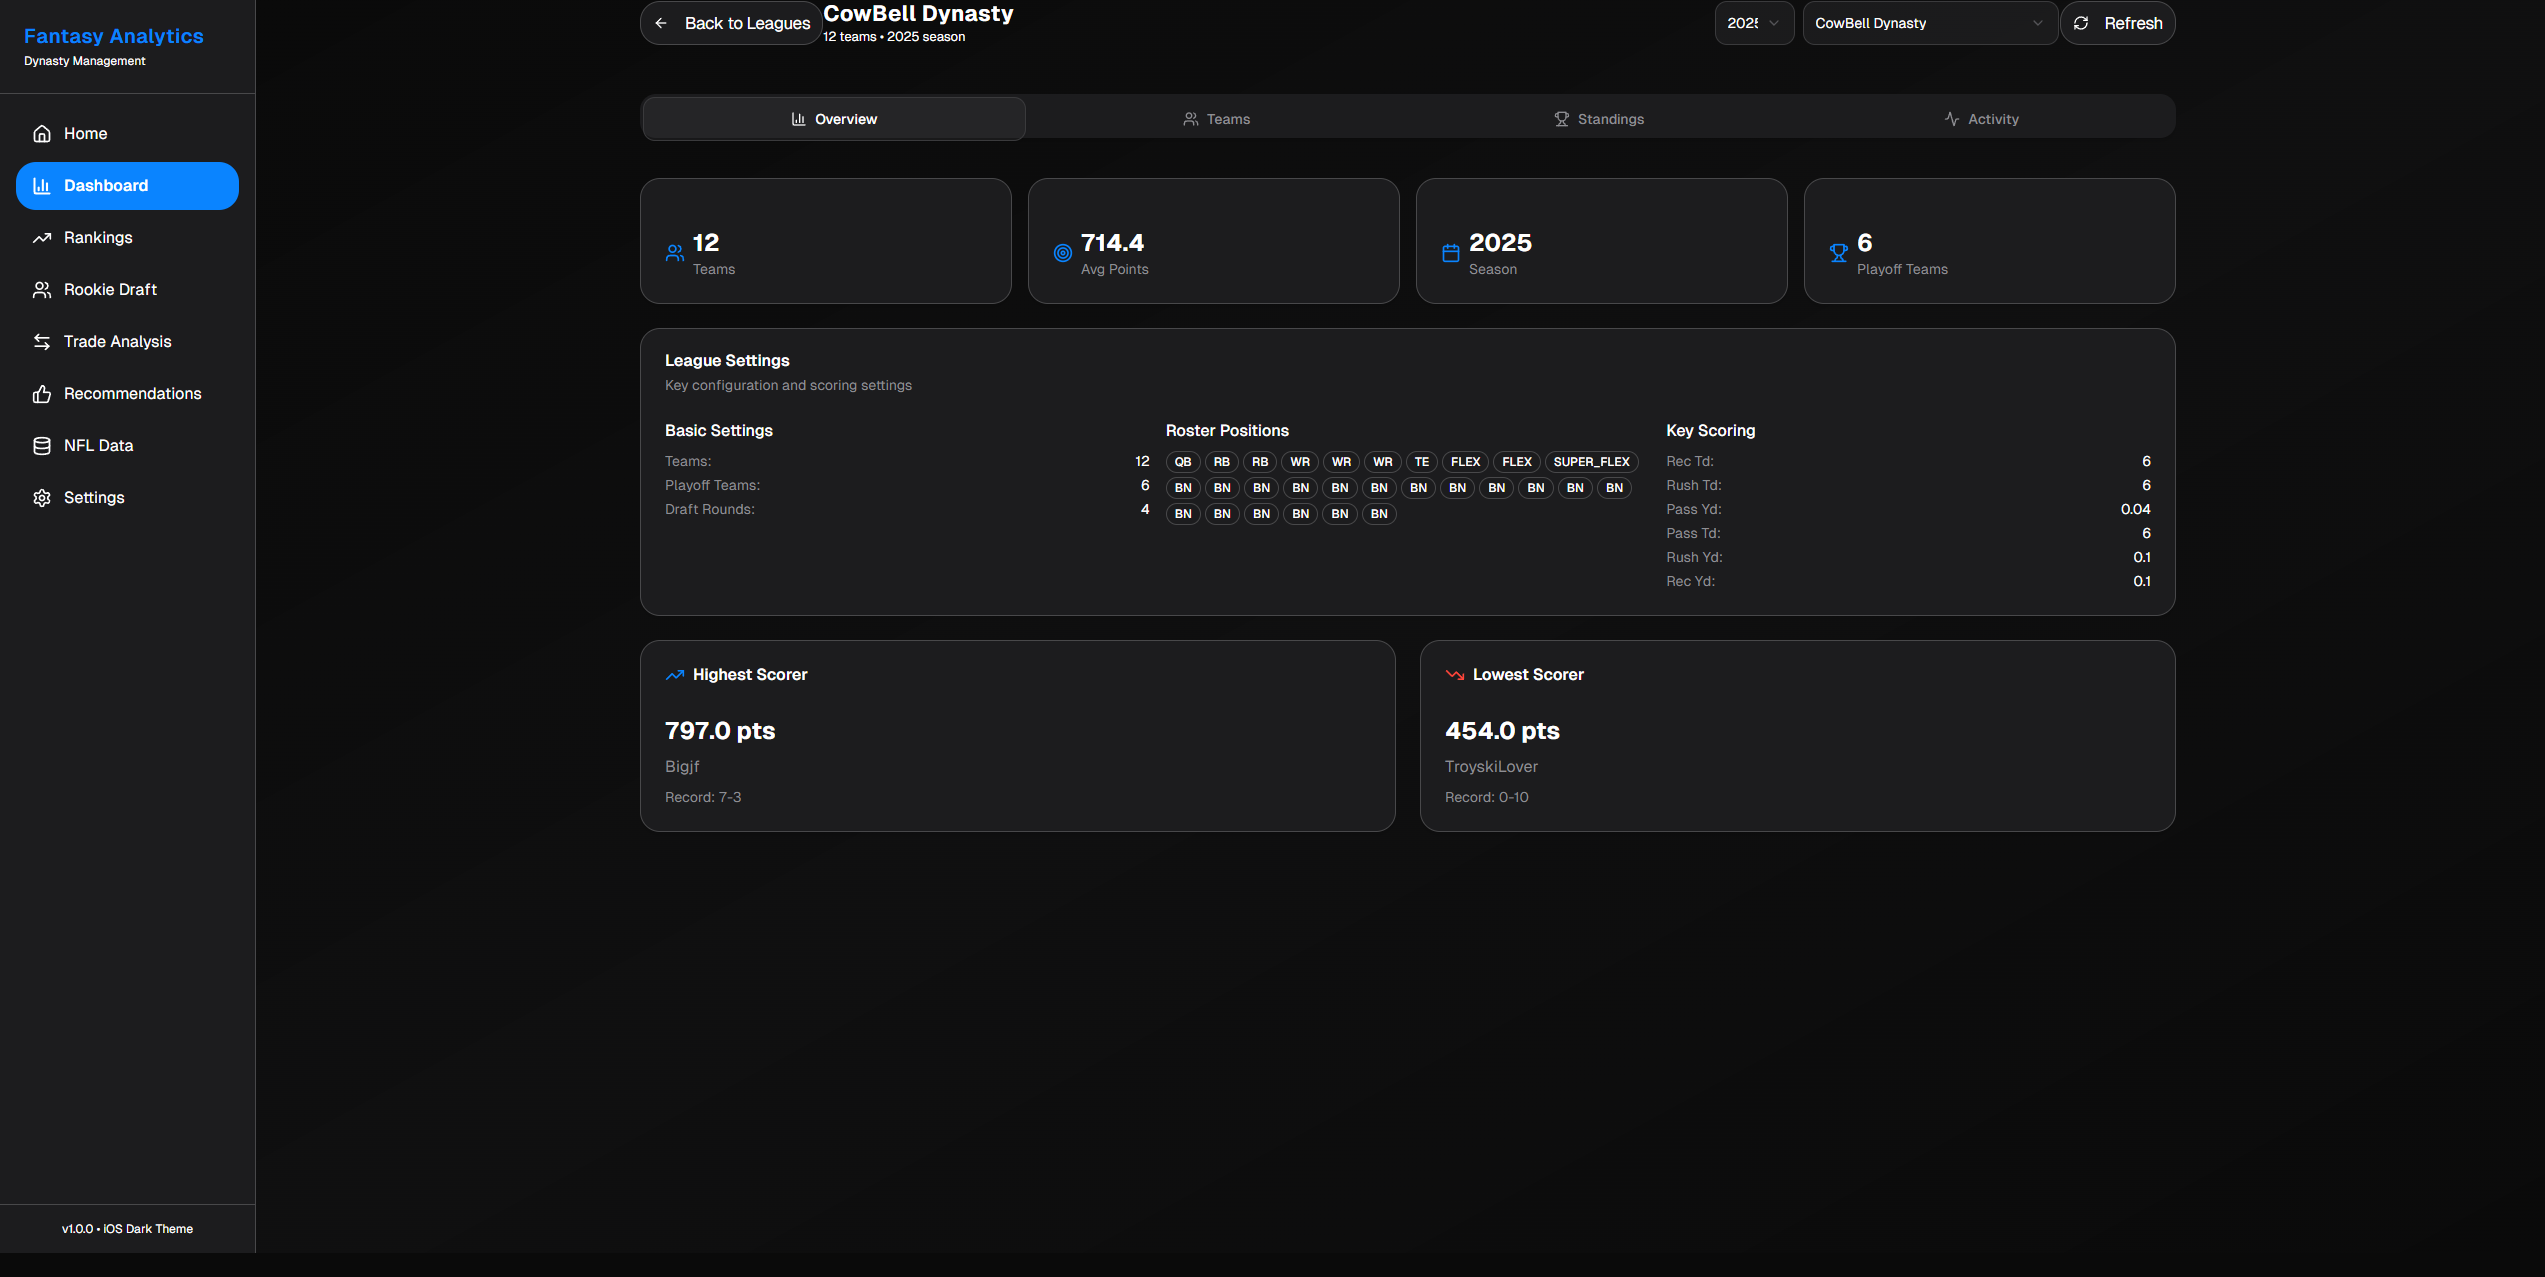 Fantasy Analytics
Dynasty Management
Home
Dashboard
Rankings
Rookie Draft
Trade Analysis
Recommendations
NFL Data
Settings
v1.0.0 • iOS Dark Theme
Back to Leagues
CowBell Dynasty
12 teams • 2025 season
2025
CowBell Dynasty
Refresh
Overview
Teams
Standings
Activity
12
Teams
714.4
Avg Points
2025
Season
6
Playoff Teams
League Settings
Key configuration and scoring settings
Basic Settings
Teams: 12
Playoff Teams: 6
Draft Rounds: 4
Roster Positions
QB RB RB WR WR WR TE FLEX FLEX SUPER_FLEX
BN BN BN BN BN BN BN BN BN BN BN BN
BN BN BN BN BN BN
Key Scoring
Rec Td: 6
Rush Td: 6
Pass Yd: 0.04
Pass Td: 6
Rush Yd: 0.1
Rec Yd: 0.1
Highest Scorer
797.0 pts
Bigjf
Record: 7-3
Lowest Scorer
454.0 pts
TroyskiLover
Record: 0-10